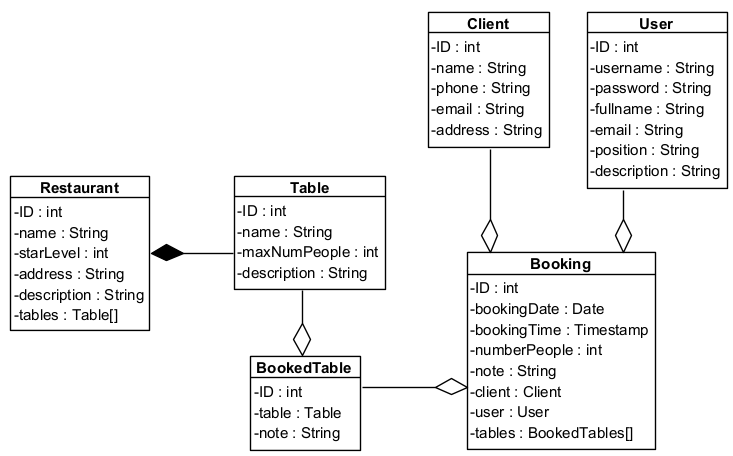 Client
-ID : int
-name : String
-phone : String
-email : String
-address : String
User
-ID : int
-username : String
-password : String
-fullname : String
-email : String
-position : String
-description : String
Restaurant
-ID : int
-name : String
-starLevel : int
-address : String
-description : String
-tables : Table[]
Table
-ID : int
-name : String
-maxNumPeople : int
-description : String
Booking
-ID : int
-bookingDate : Date
-bookingTime : Timestamp
-numberPeople : int
-note : String
-client : Client
-user : User
-tables : BookedTables[]
BookedTable
-ID : int
-table : Table
-note : String